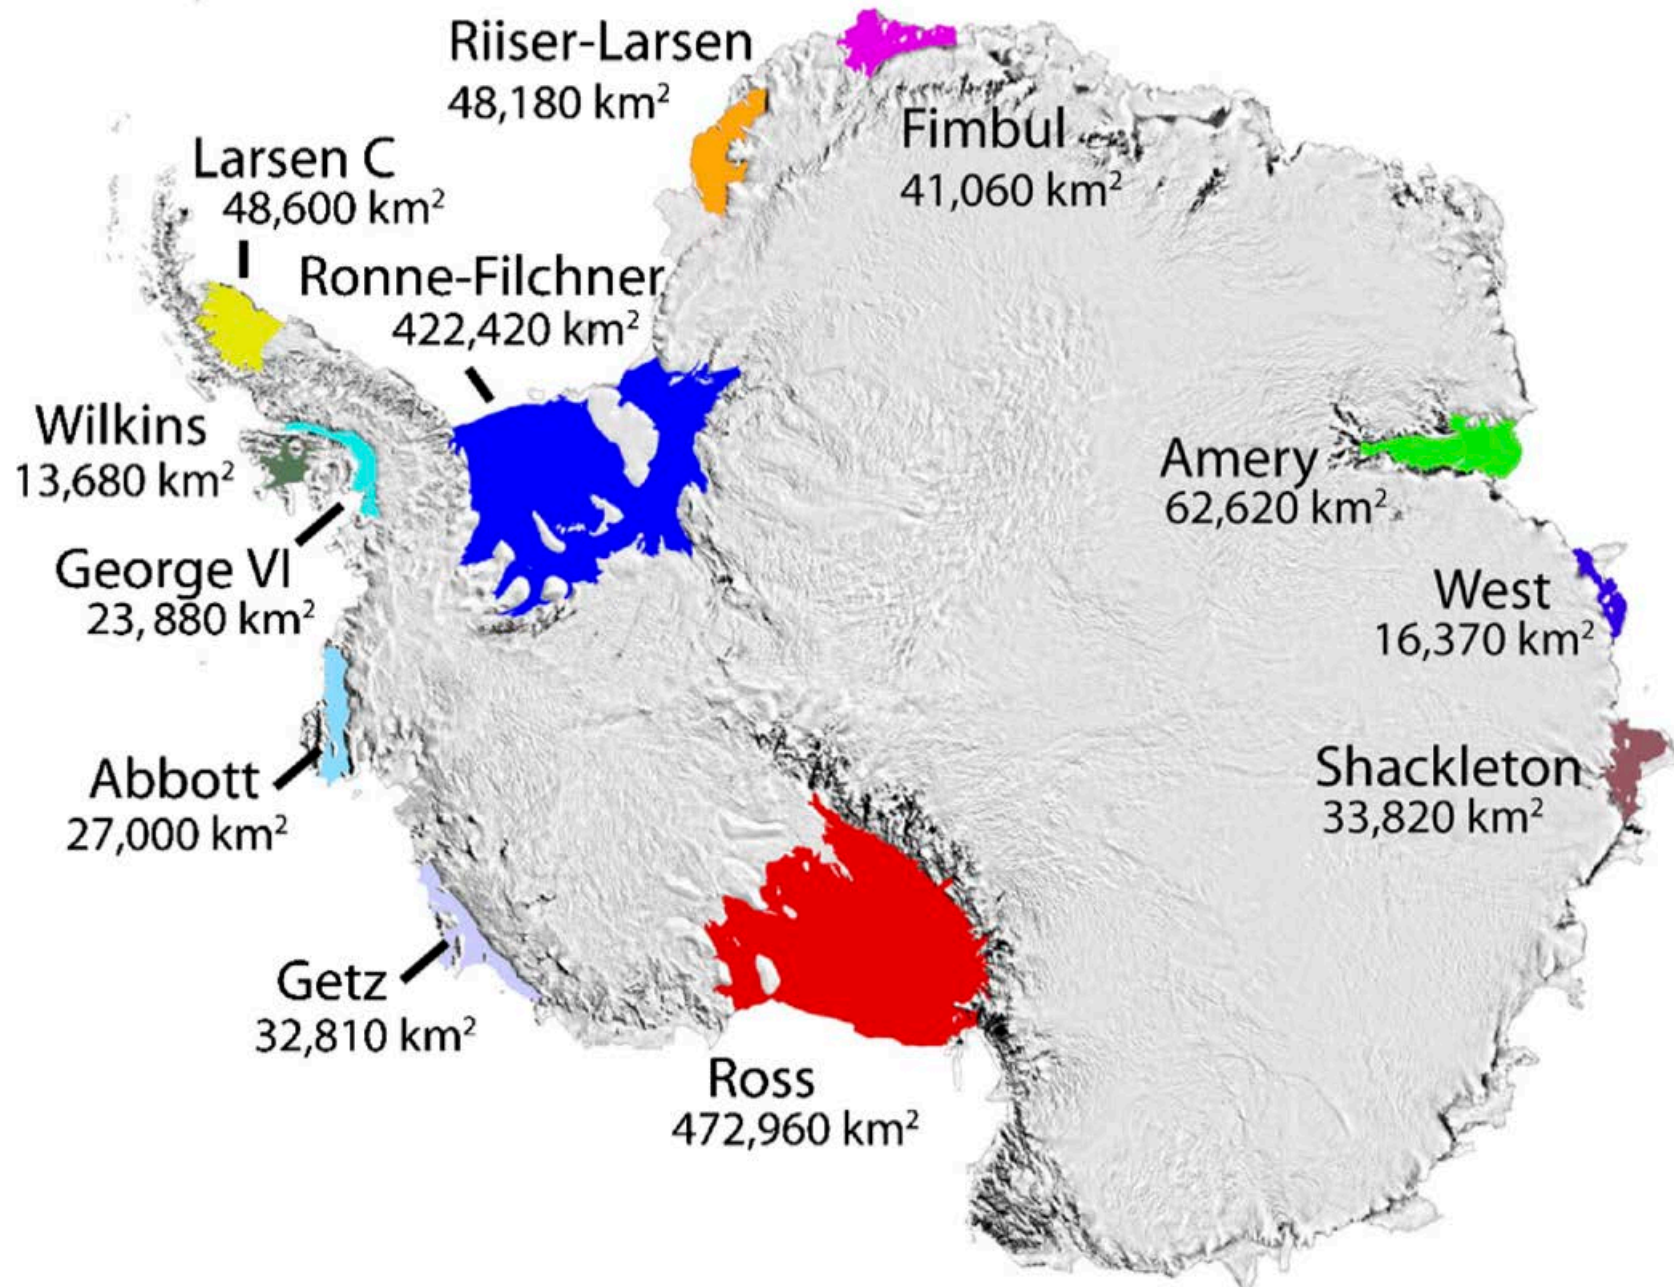 Riiser-Larsen
48,180 km²
Fimbul
41,060 km²
Larsen C
48,600 km²
Ronne-Filchner
422,420 km²
Wilkins
13,680 km²
Amery
62,620 km²
George VI
23,880 km²
West
16,370 km²
Abbott
27,000 km²
Shackleton
33,820 km²
Getz
32,810 km²
Ross
472,960 km²